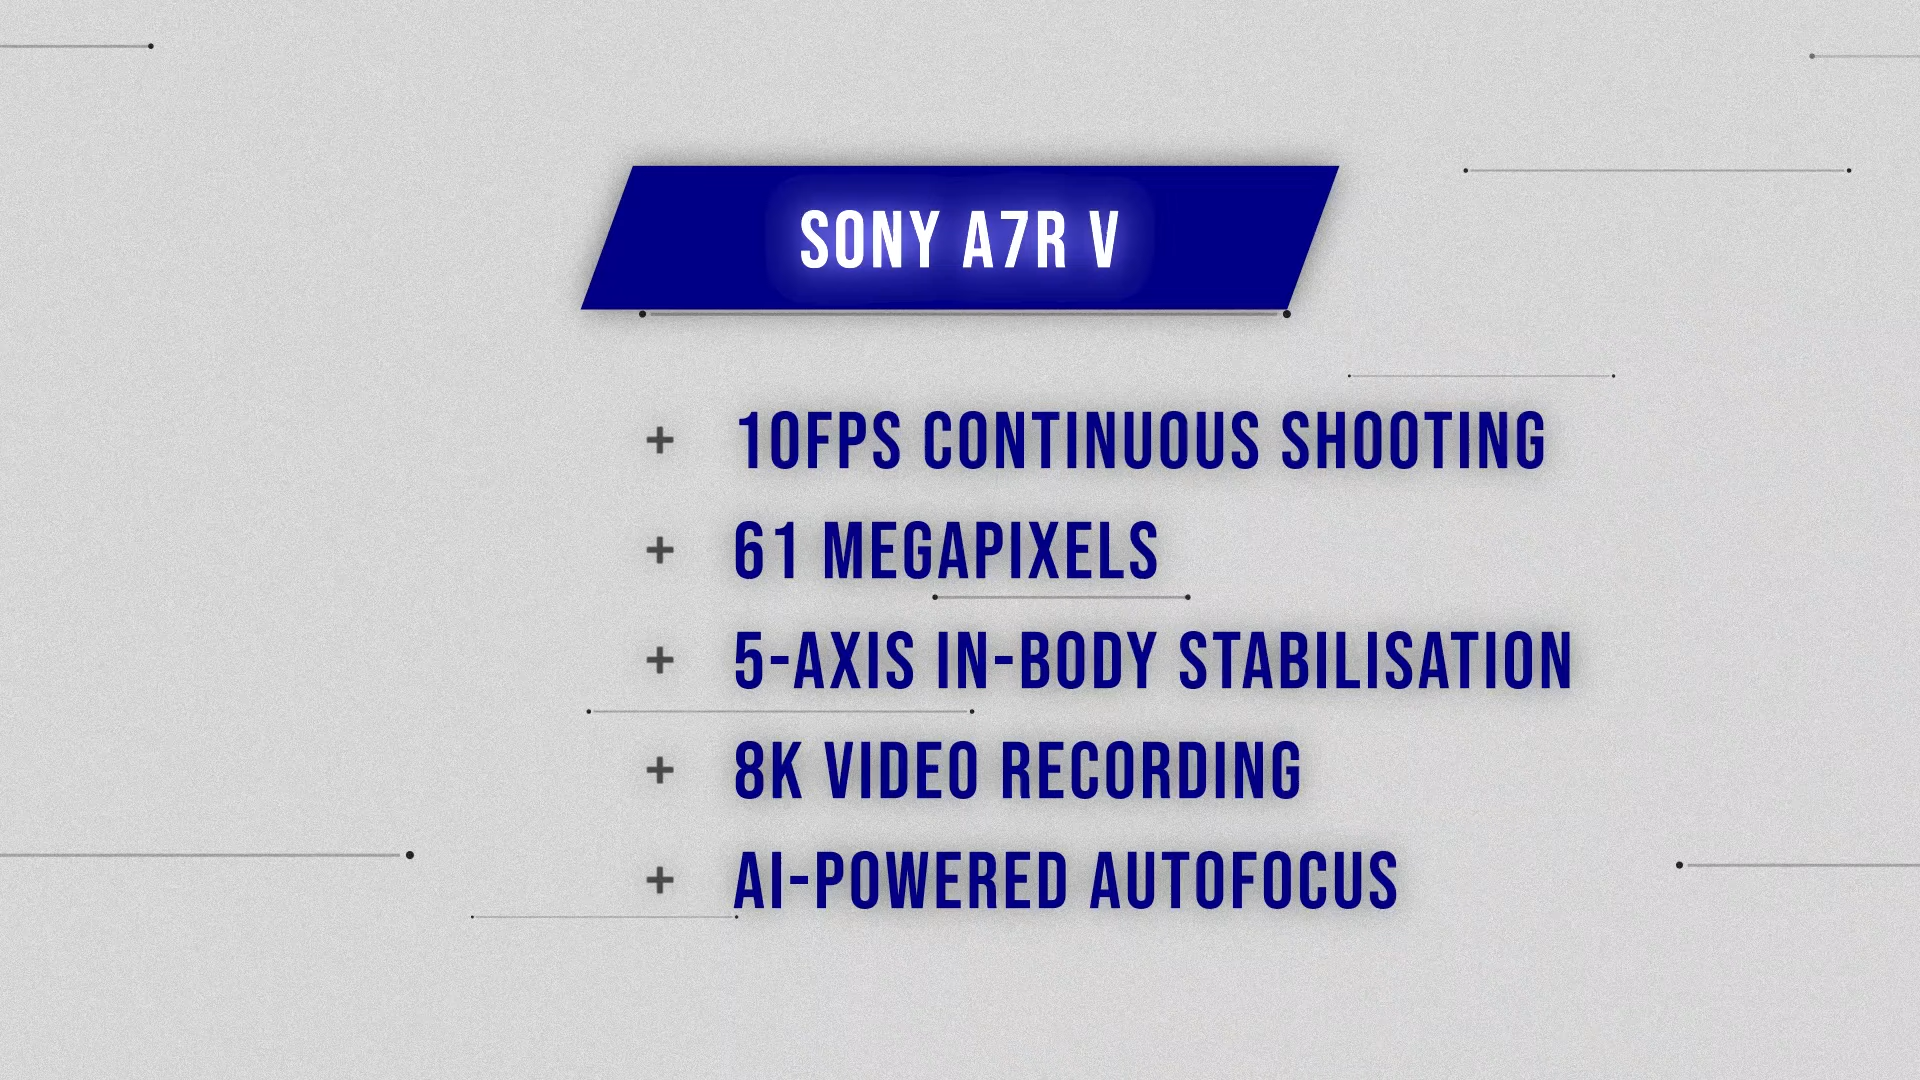 SONY A7R V
+ 10FPS CONTINUOUS SHOOTING
+ 61 MEGAPIXELS
+ 5-AXIS IN-BODY STABILISATION
+ 8K VIDEO RECORDING
+ AI-POWERED AUTOFOCUS